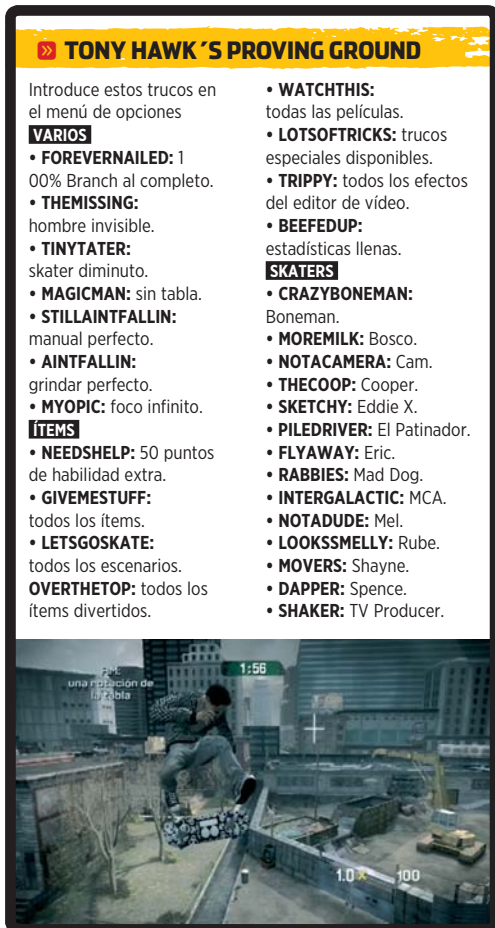 TONY HAWK´S PROVING GROUND
Introduce estos trucos en
el menú de opciones
VARIOS
• FOREVERNAILED: 1
00% Branch al completo.
• THEMISSING:
hombre invisible.
• TINYTATER:
skater diminuto.
• MAGICMAN: sin tabla.
• STILLAINTFALLIN:
manual perfecto.
• AINTFALLIN:
grindar perfecto.
• MYOPIC: foco infinito.
ÍTEMS
• NEEDSHELP: 50 puntos
de habilidad extra.
• GIVEMESTUFF:
todos los ítems.
• LETSGOSKATE:
todos los escenarios.
OVERTHETOP: todos los
ítems divertidos.
• WATCHTHIS:
todas las películas.
• LOTSOFTRICKS: trucos
especiales disponibles.
• TRIPPY: todos los efectos
del editor de vídeo.
• BEEFEDUP:
estadísticas llenas.
SKATERS
• CRAZYBONEMAN:
Boneman.
• MOREMILK: Bosco.
• NOTACAMERA: Cam.
• THECOOP: Cooper.
• SKETCHY: Eddie X.
• PILEDRIVER: El Patinador.
• FLYAWAY: Eric.
• RABBIES: Mad Dog.
• INTERGALACTIC: MCA.
• NOTADUDE: Mel.
• LOOKSSMELLY: Rube.
• MOVERS: Shayne.
• DAPPER: Spence.
• SHAKER: TV Producer.
una rotación de
la tabla
1:56
1.0 x 100